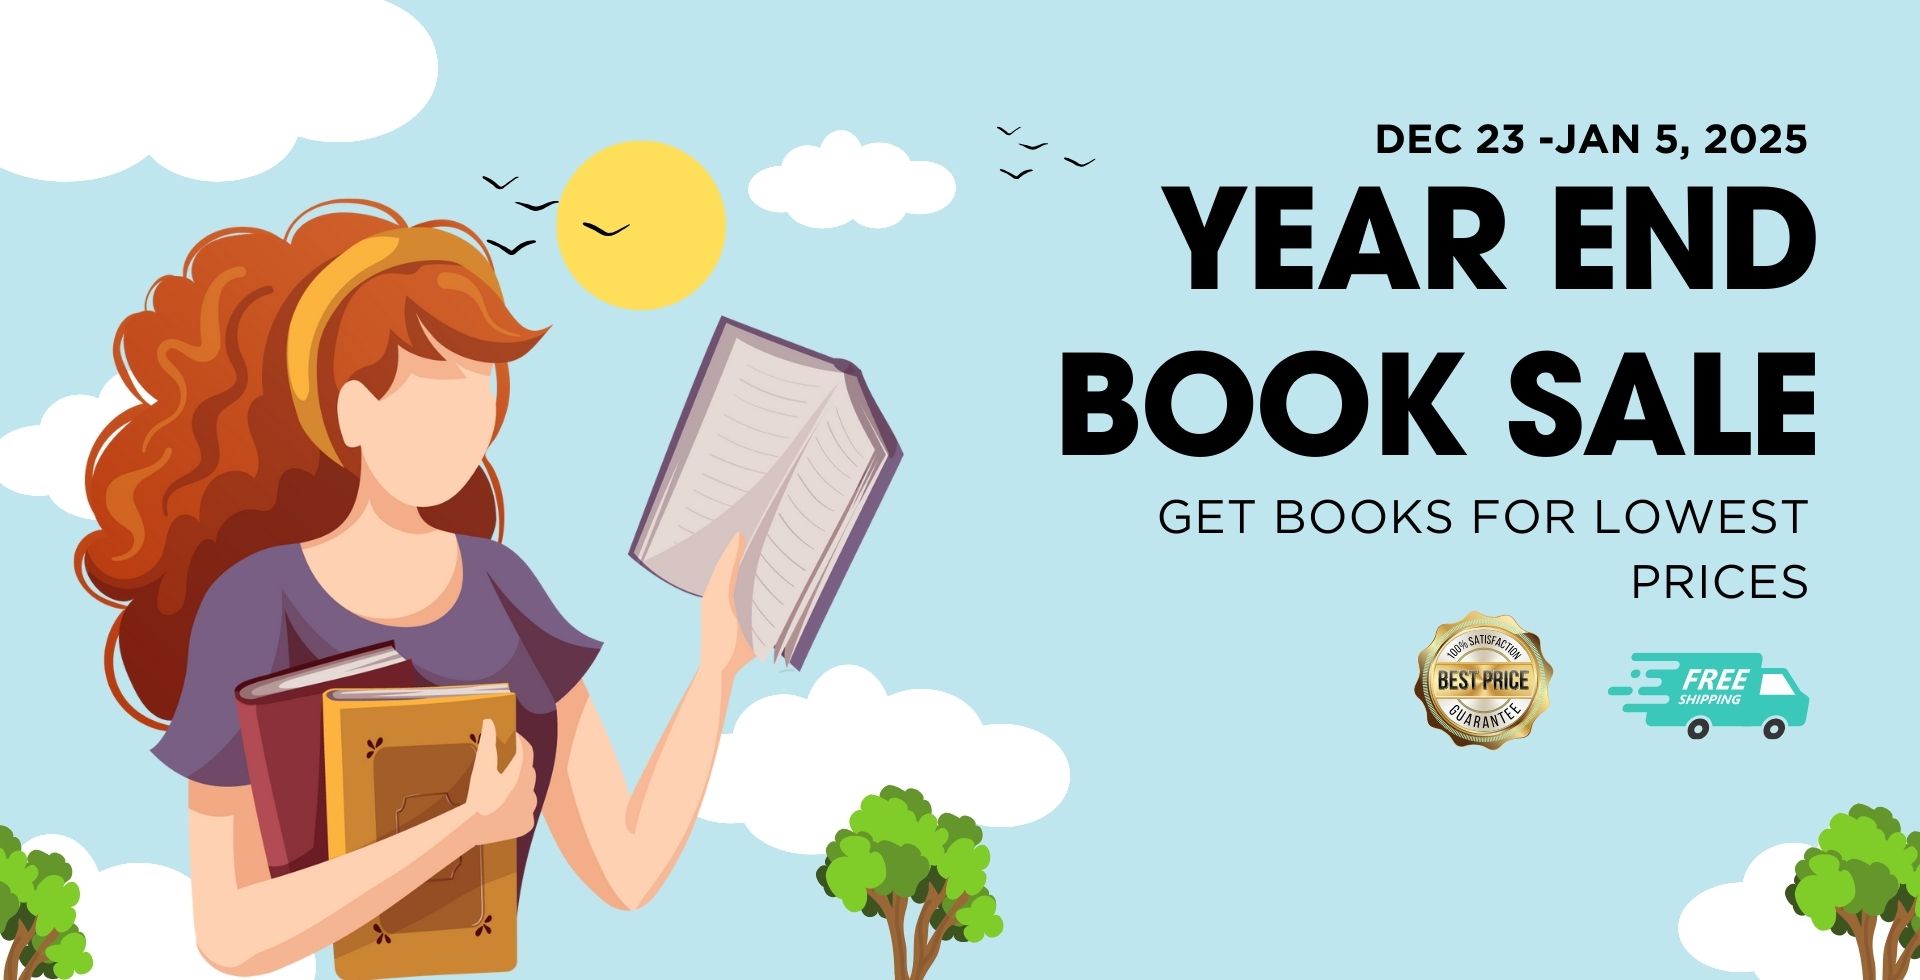 DEC 23 -JAN 5, 2025
YEAR END
BOOK SALE
GET BOOKS FOR LOWEST
PRICES
100% SATISFACTION
BEST PRICE
GUARANTEE
FREE
SHIPPING